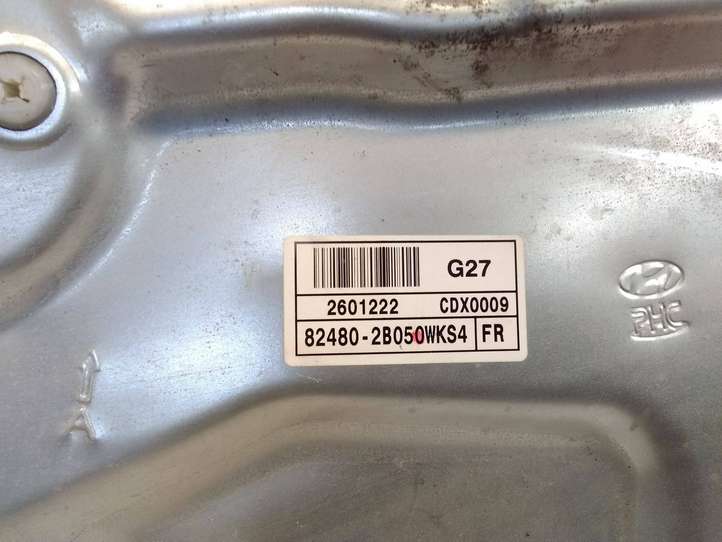 G27
2601222 CDX0009
82480-2B050WKS4 FR
PHC
A